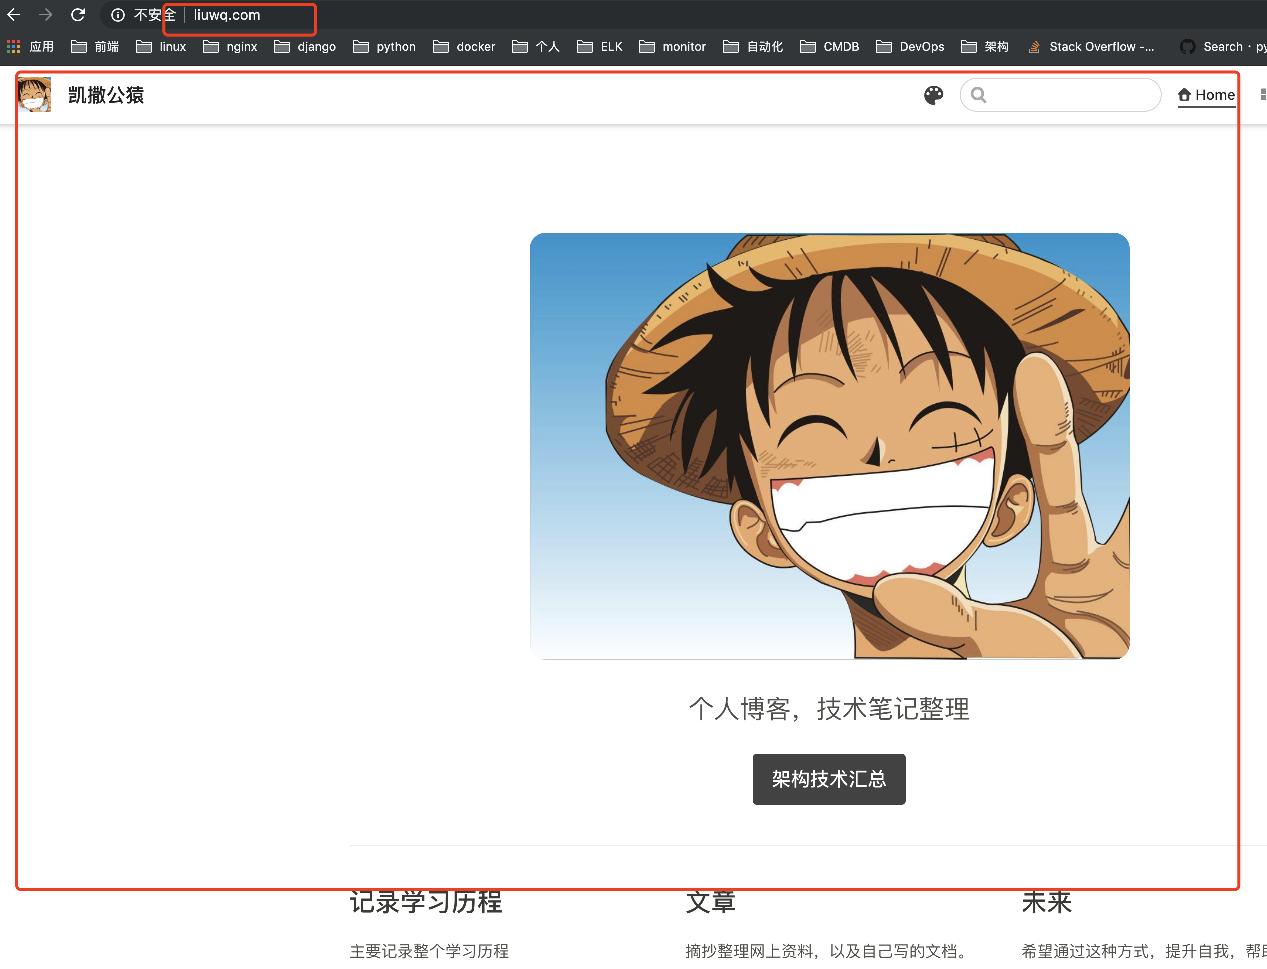 不安全 liuwq.com
应用 前端 linux nginx django python docker 个人 ELK monitor 自动化 CMDB DevOps 架构 Stack Overflow -... Search · py
凯撒公猿 Home
个人博客，技术笔记整理
架构技术汇总
记录学习历程 文章 未来
主要记录整个学习历程 摘抄整理网上资料，以及自己写的文档。 希望通过这种方式，提升自我，帮